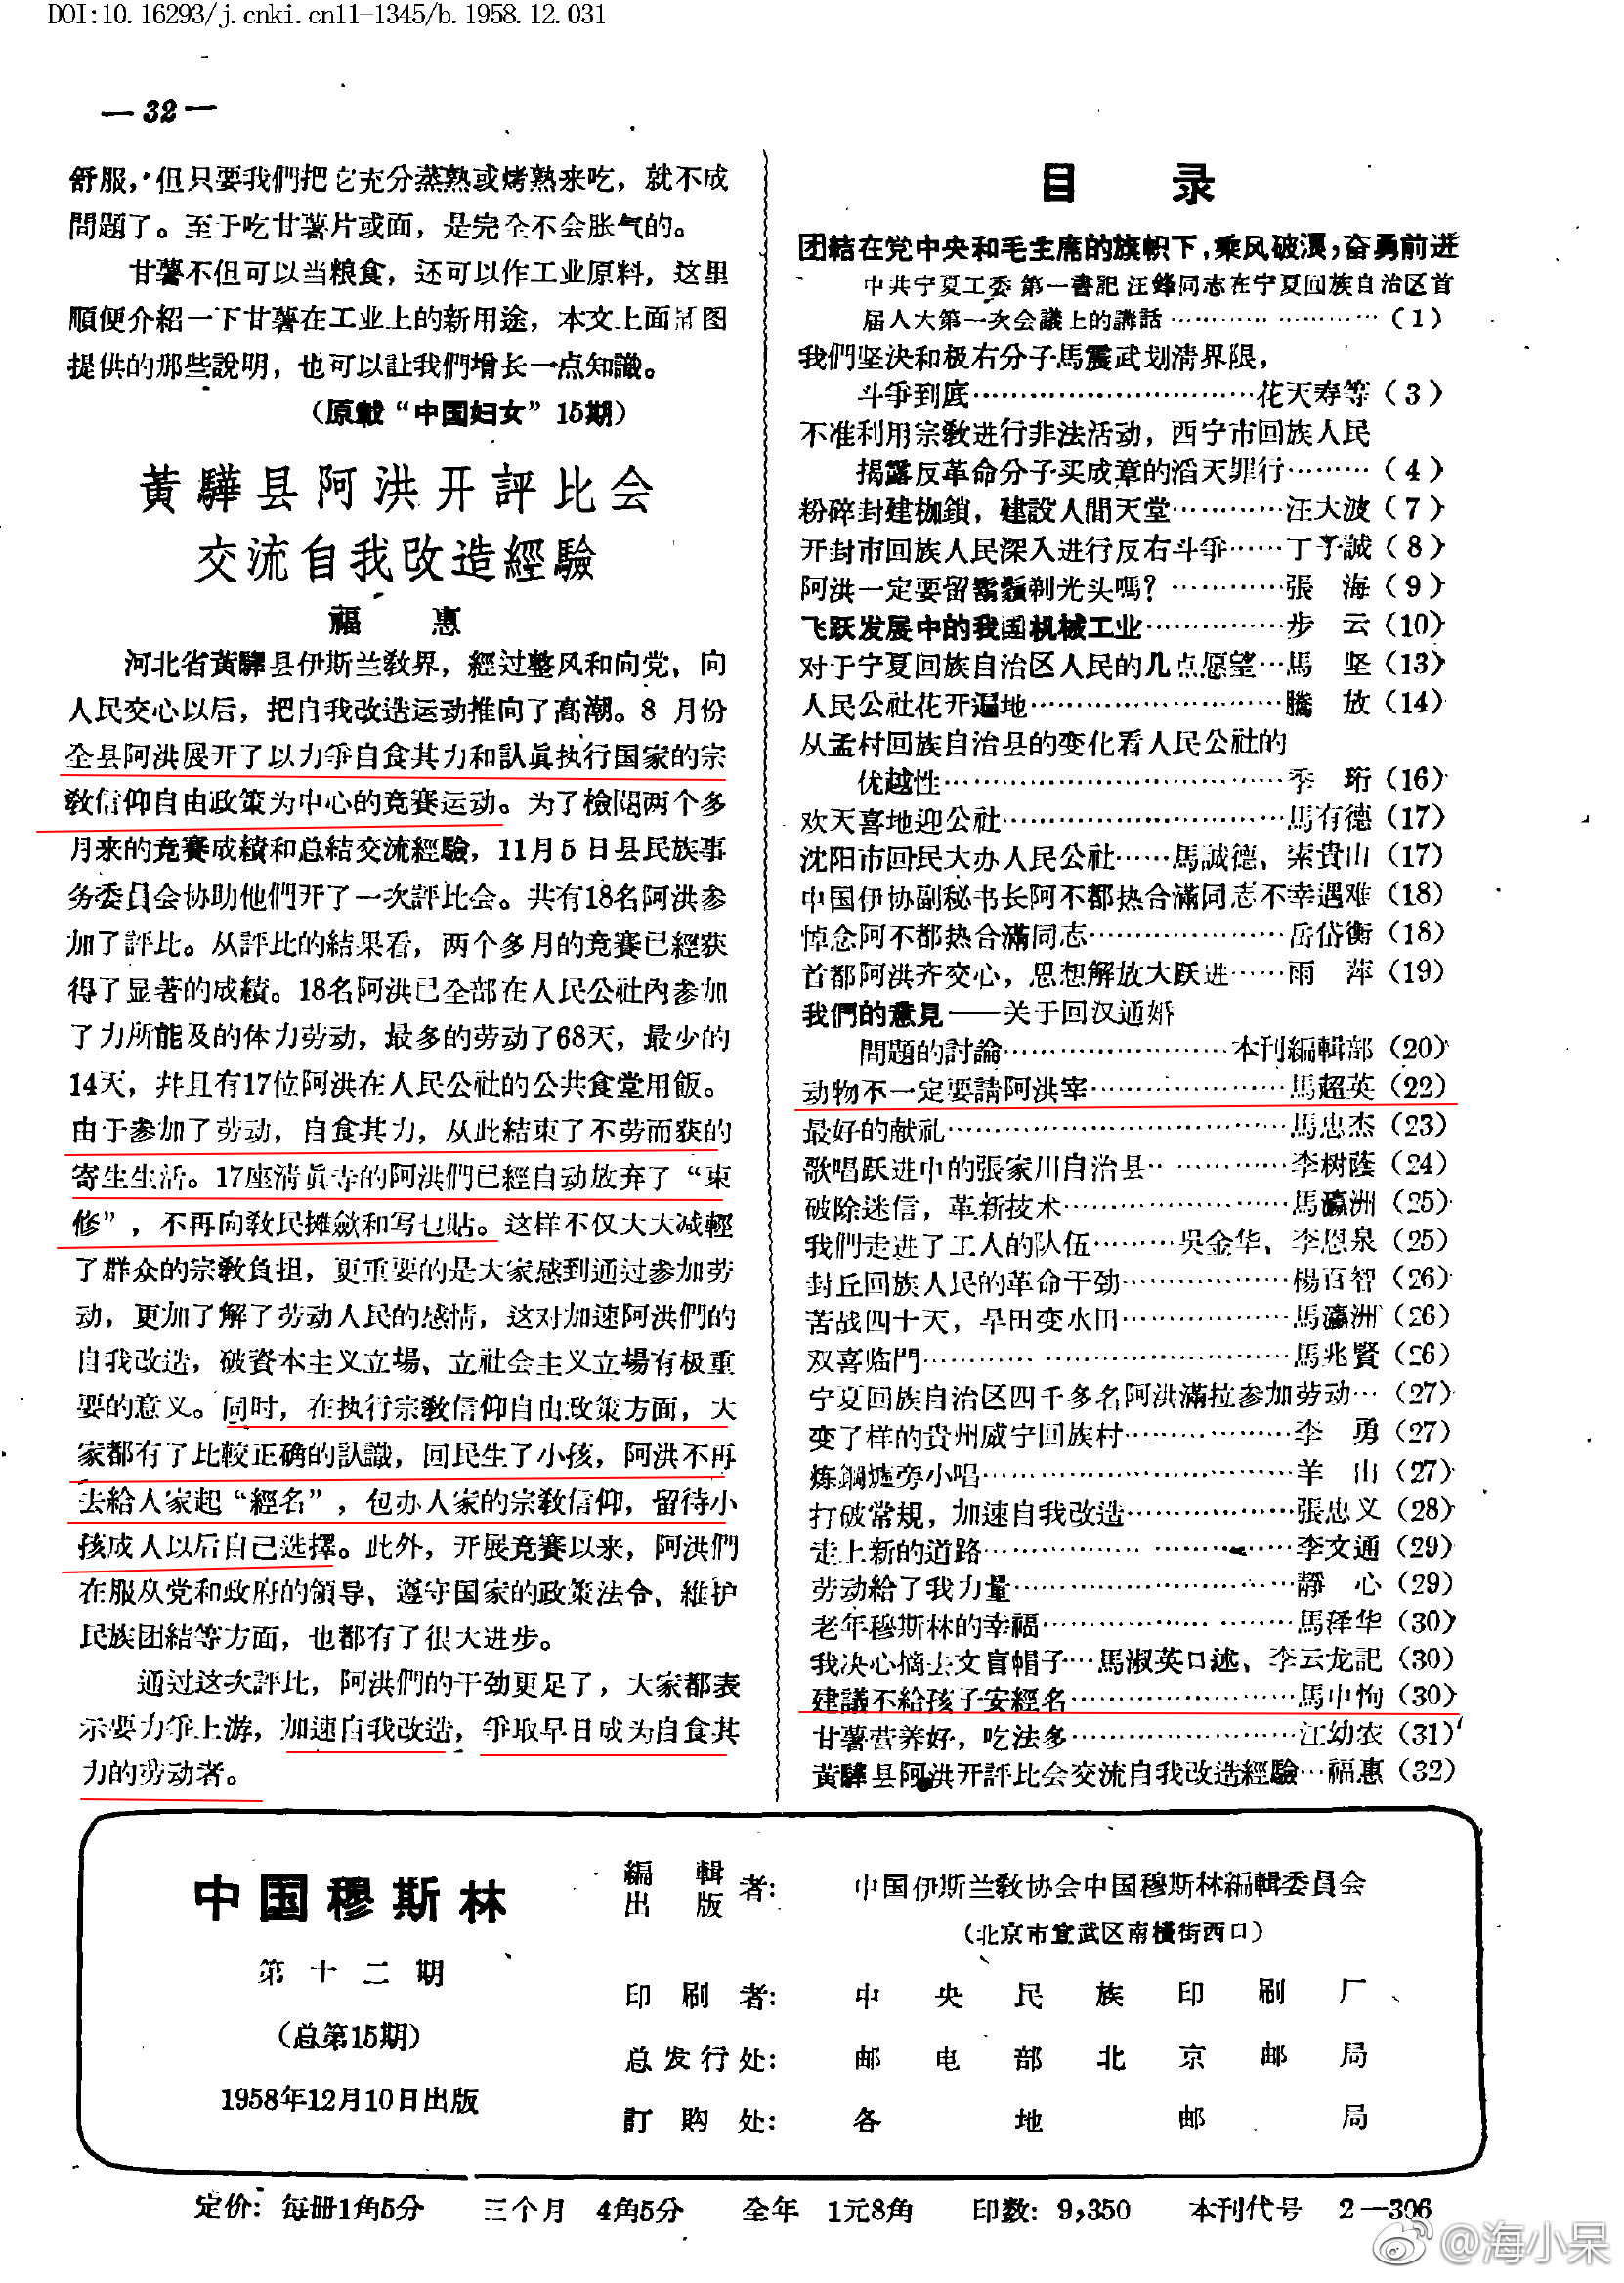 DOI:10.16293/j.cnki.cn11-1345/b.1958.12.031
—32—
舒服，但只要我們把它充分蒸熟或烤熟来吃，就不成
問題了。至于吃甘薯片或面，是完全不会胀气的。
甘薯不但可以当粮食，还可以作工业原料，这里
順便介紹一下甘薯在工业上的新用途，本文上面插图
提供的那些說明，也可以让我們增长一点知識。
（原載“中国妇女”15期）
黃驊县阿洪开評比会
交流自我改造經驗
福　惠
河北省黃驊县伊斯兰教界，經过整风和向党，向
人民交心以后，把自我改造运动推向了高潮。8 月份
全县阿洪展开了以力爭自食其力和認眞执行国家的宗
教信仰自由政策为中心的竞賽运动。为了檢閱两个多
月来的竞賽成績和总結交流經驗，11月5日县民族事
务委員会协助他們开了一次評比会。共有18名阿洪参
加了評比。从評比的結果看，两个多月的竞賽已經获
得了显著的成績。18名阿洪已全部在人民公社內参加
了力所能及的体力劳动，最多的劳动了68天，最少的
14天，幷且有17位阿洪在人民公社的公共食堂用飯。
由于参加了劳动，自食其力，从此結束了不劳而获的
寄生生活。17座清眞寺的阿洪們已經自动放弃了“束
修”，不再向教民摊斂和写乜貼。这样不仅大大减輕
了群众的宗教負担，更重要的是大家感到通过参加劳
动，更加了解了劳动人民的感情，这对加速阿洪們的
自我改造，破資本主义立場、立社会主义立場有极重
要的意义。同时，在执行宗教信仰自由政策方面，大
家都有了比較正确的認識，回民生了小孩，阿洪不再
去給人家起“經名”，包办人家的宗教信仰，留待小
孩成人以后自己选擇。此外，开展竞賽以来，阿洪們
在服从党和政府的領导、遵守国家的政策法令、維护
民族团結等方面，也都有了很大进步。
通过这次評比，阿洪們的干劲更足了，大家都表
示要力爭上游，加速自我改造，爭取早日成为自食其
力的劳动者。
目　录
团結在党中央和毛主席的旗帜下，乘风破浪，奋勇前进
中共宁夏工委第一書記汪鋒同志在宁夏回族自治区首
届人大第一次会議上的講話…………………（1）
我們坚决和极右分子馬震武划清界限，
斗爭到底…………………………花天寿等（3）
不准利用宗教进行非法活动，西宁市回族人民
揭露反革命分子买成章的滔天罪行………（4）
粉碎封建枷鎖，建設人間天堂…………汪大波（7）
开封市回族人民深入进行反右斗爭……丁予誠（8）
阿洪一定要留鬍鬚剃光头嗎？…………張　海（9）
飞跃发展中的我国机械工业……………步　云（10）
对于宁夏回族自治区人民的几点愿望…馬　坚（13）
人民公社花开遍地………………………騰　放（14）
从孟村回族自治县的变化看人民公社的
优越性………………………………季　珩（16）
欢天喜地迎公社…………………………馬有德（17）
沈阳市回民大办人民公社……馬誠德、索貴山（17）
中国伊协副秘书长阿不都热合滿同志不幸遇难（18）
悼念阿不都热合滿同志…………………岳岱衡（18）
首都阿洪齐交心，思想解放大跃进……雨　萍（19）
我們的意見——关于回汉通婚
問題的討論……………………本刊編輯部（20）
动物不一定要請阿洪宰…………………馬超英（22）
最好的献礼………………………………馬忠杰（23）
歌唱跃进中的張家川自治县……………李树蔭（24）
破除迷信，革新技术……………………馬瀛洲（25）
我們走进了工人的队伍………吳金华、李恩泉（25）
封丘回族人民的革命干劲………………楊百智（26）
苦战四十天，旱田变水田………………馬瀛洲（26）
双喜临門…………………………………馬兆賢（26）
宁夏回族自治区四千多名阿洪滿拉参加劳动…（27）
变了样的貴州威宁回族村………………李　勇（27）
炼鋼爐旁小唱……………………………羊　山（27）
打破常規，加速自我改造………………張忠义（28）
走上新的道路……………………………李文通（29）
劳动給了我力量…………………………靜　心（29）
老年穆斯林的幸福………………………馬泽华（30）
我决心摘去文盲帽子…馬淑英口述、李云龙記（30）
建議不給孩子安經名……………………馬中恂（30）
甘薯营养好，吃法多……………………江幼农（31）
黃驊县阿洪开評比会交流自我改造經驗…福惠（32）
中国穆斯林
第十二期
（总第15期）
1958年12月10日出版
編輯出版者：中国伊斯兰教协会中国穆斯林編輯委員会
（北京市宣武区南横街西口）
印刷者：中央民族印刷厂
总发行处：邮电部北京邮局
訂购处：各地邮局
定价：每册1角5分　三个月　4角5分　全年　1元8角　印数：9,350　本刊代号　2—306
@海小呆